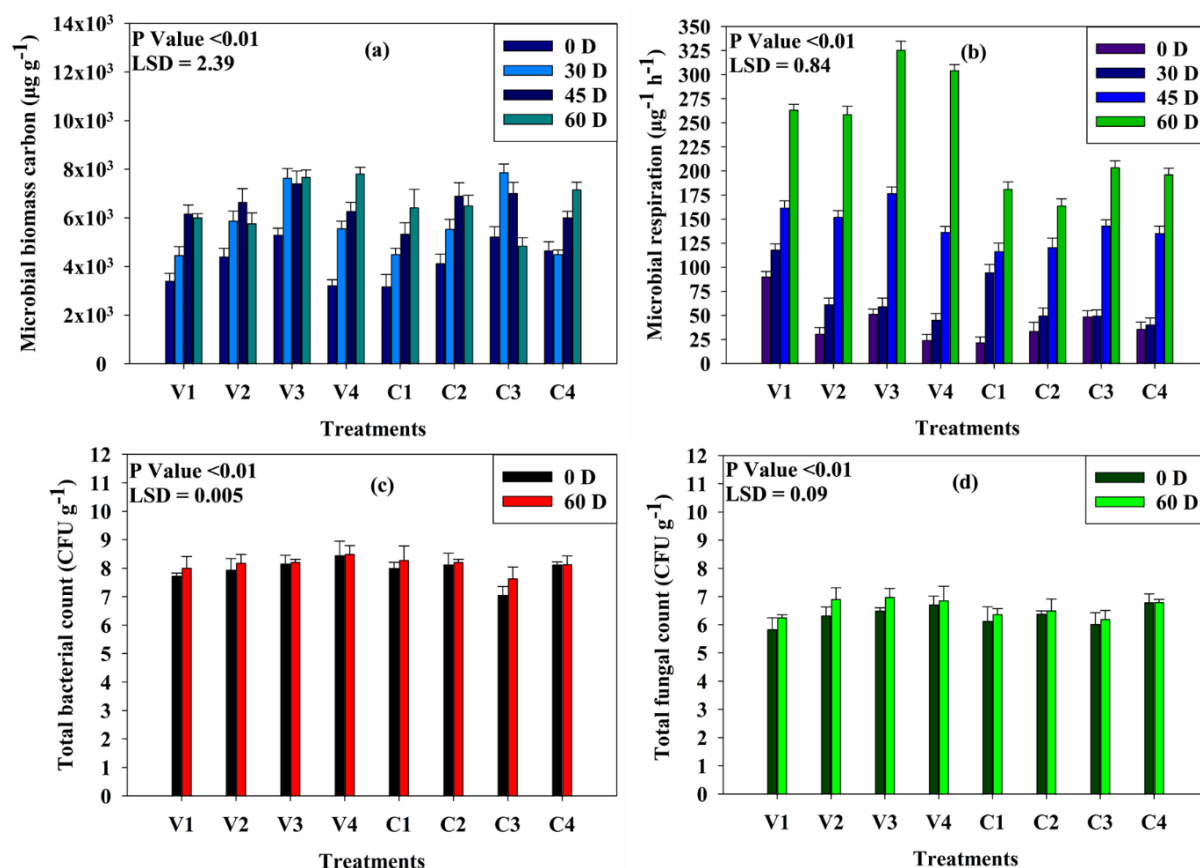 14x10³
12x10³
10x10³
8x10³
6x10³
4x10³
2x10³
0
Microbial biomass carbon (µg g⁻¹)
P Value <0.01
LSD = 2.39
(a)
0 D
30 D
45 D
60 D
V1 V2 V3 V4 C1 C2 C3 C4
Treatments
350
325
300
275
250
225
200
175
150
125
100
75
50
25
0
Microbial respiration (µg⁻¹ h⁻¹)
P Value <0.01
LSD = 0.84
(b)
0 D
30 D
45 D
60 D
V1 V2 V3 V4 C1 C2 C3 C4
Treatments
12
11
10
9
8
7
6
5
4
3
2
1
0
Total bacterial count (CFU g⁻¹)
P Value <0.01
LSD = 0.005
(c)
0 D
60 D
V1 V2 V3 V4 C1 C2 C3 C4
Treatments
12
11
10
9
8
7
6
5
4
3
2
1
0
Total fungal count (CFU g⁻¹)
P Value <0.01
LSD = 0.09
(d)
0 D
60 D
V1 V2 V3 V4 C1 C2 C3 C4
Treatments